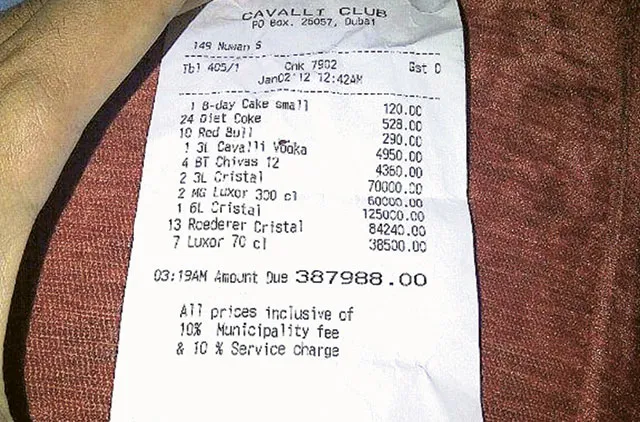 CAVALLI CLUB
PO Box. 26057, Dubai
149 Nuwan S
Tbl 405/1 Chk 7902 Gst 0
Jan02'12 12:42AM
1 B-day Cake small 120.00
24 Diet Coke 528.00
10 Red Bull 290.00
1 3L Cavalli Vodka 4950.00
4 BT Chivas 12 4360.00
2 3L Cristal 70000.00
2 MG Luxor 300 cl 60000.00
1 6L Cristal 125000.00
13 Roederer Cristal 84240.00
7 Luxor 70 cl 38500.00
03:19AM Amount Due 387988.00
All prices inclusive of
10% Municipality fee
& 10 % Service charge